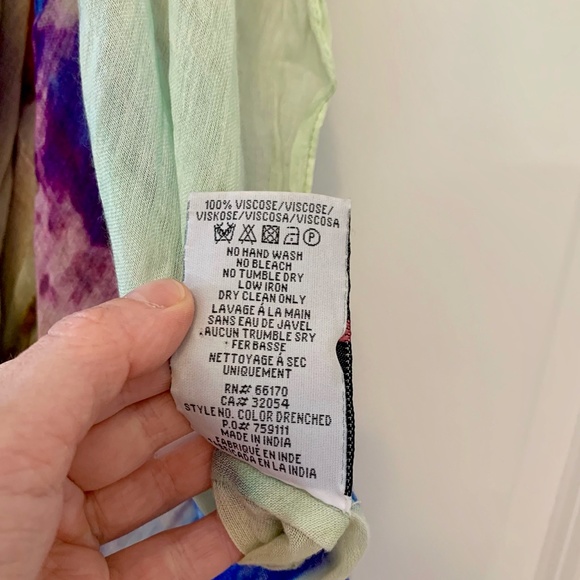 100% VISCOSE/VISCOSE/
VISKOSE/VISCOSA/VISCOSA
P
NO HAND WASH
NO BLEACH
NO TUMBLE DRY
LOW IRON
DRY CLEAN ONLY
LAVAGE Á LA MAIN
SANS EAU DE JAVEL
AUCUN TRUMBLE SRY
FER BASSE
NETTOYAGE Á SEC
UNIQUEMENT
RN# 66170
CA# 32054
STYLE NO. COLOR DRENCHED
P.O# 759111
MADE IN INDIA
FABRIQUÉ EN INDE
EN LA INDIA